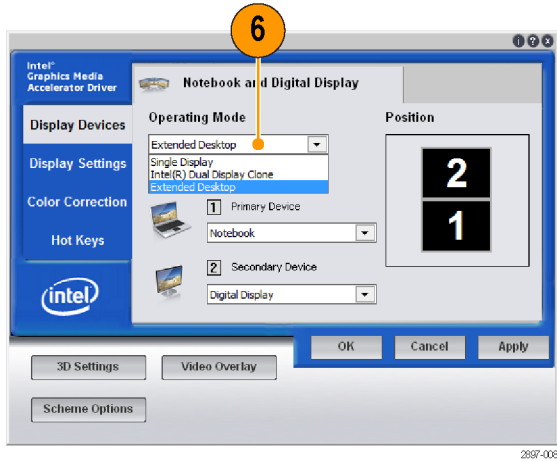 6
Intel®
Graphics Media
Accelerator Driver
Notebook and Digital Display
Display Devices
Display Settings
Color Correction
Hot Keys
intel
Operating Mode
Extended Desktop
Single Display
Intel(R) Dual Display Clone
Extended Desktop
1 Primary Device
Notebook
2 Secondary Device
Digital Display
Position
2
1
OK Cancel Apply
3D Settings Video Overlay
Scheme Options
2897-006